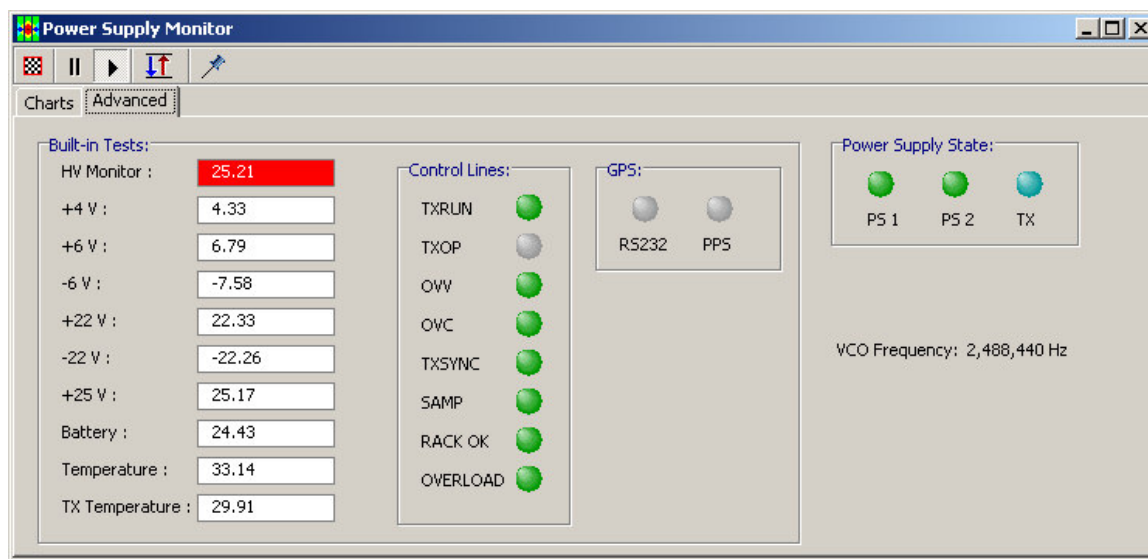 Power Supply Monitor
Charts Advanced
Built-in Tests:
HV Monitor : 25.21
+4 V : 4.33
+6 V : 6.79
-6 V : -7.58
+22 V : 22.33
-22 V : -22.26
+25 V : 25.17
Battery : 24.43
Temperature : 33.14
TX Temperature : 29.91
Control Lines:
TXRUN
TXOP
OVV
OVC
TXSYNC
SAMP
RACK OK
OVERLOAD
GPS:
RS232 PPS
Power Supply State:
PS 1 PS 2 TX
VCO Frequency: 2,488,440 Hz